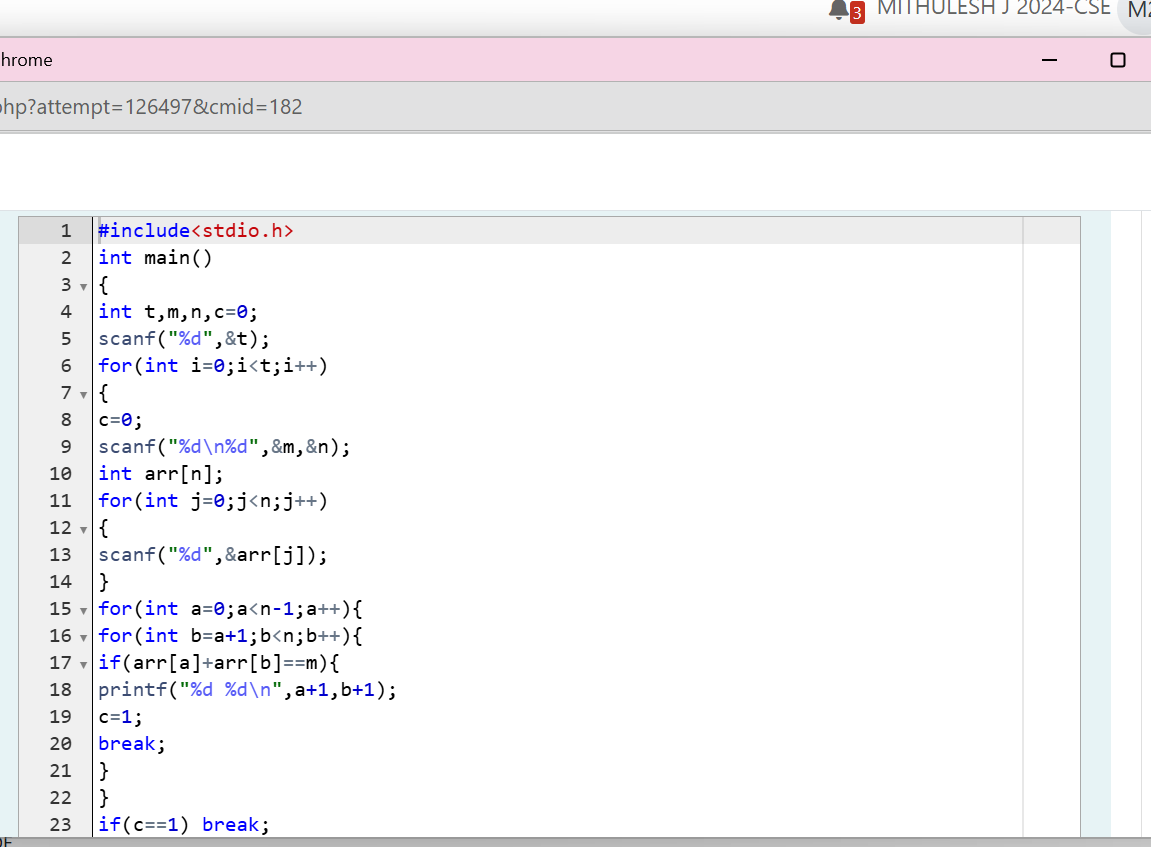 3 MITHULESH J 2024-CSE
hrome
php?attempt=126497&cmid=182
1 #include<stdio.h>
2 int main()
3 {
4 int t,m,n,c=0;
5 scanf("%d",&t);
6 for(int i=0;i<t;i++)
7 {
8 c=0;
9 scanf("%d\n%d",&m,&n);
10 int arr[n];
11 for(int j=0;j<n;j++)
12 {
13 scanf("%d",&arr[j]);
14 }
15 for(int a=0;a<n-1;a++){
16 for(int b=a+1;b<n;b++){
17 if(arr[a]+arr[b]==m){
18 printf("%d %d\n",a+1,b+1);
19 c=1;
20 break;
21 }
22 }
23 if(c==1) break;